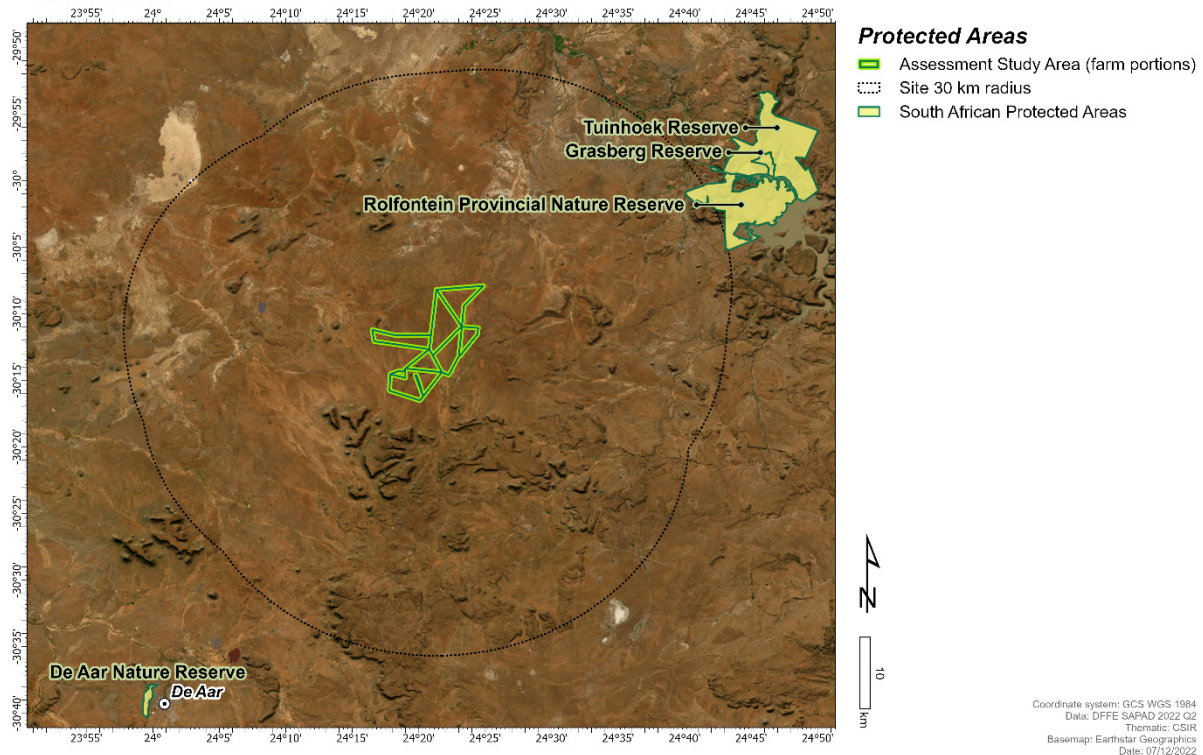 23°55' 24° 24°5' 24°10' 24°15' 24°20' 24°25' 24°30' 24°35' 24°40' 24°45' 24°50'
-29°50'
-29°55'
-30°
-30°5'
-30°10'
-30°15'
-30°20'
-30°25'
-30°30'
-30°35'
-30°40'
Tuinhoek Reserve
Grasberg Reserve
Rolfontein Provincial Nature Reserve
De Aar Nature Reserve
De Aar
23°55' 24° 24°5' 24°10' 24°15' 24°20' 24°25' 24°30' 24°35' 24°40' 24°45' 24°50'
Protected Areas
Assessment Study Area (farm portions)
Site 30 km radius
South African Protected Areas
N
10
km
Coordinate system: GCS WGS 1984
Data: DFFE SAPAD 2022 Q2
Thematic: CSIR
Basemap: Earthstar Geographics
Date: 07/12/2022